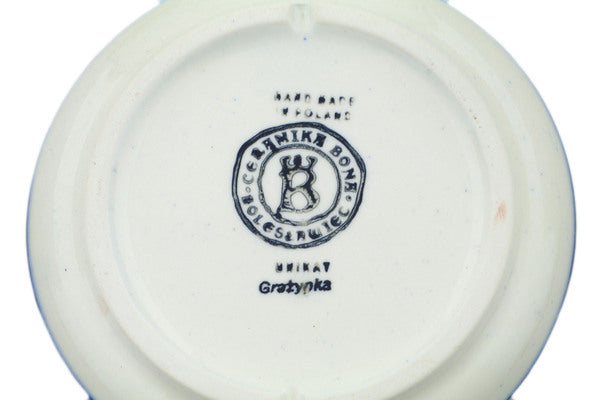 HAND MADE
IN POLAND
CERAMIKA BONA
BOLESŁAWIEC
B
UNIKAT
Grażynka